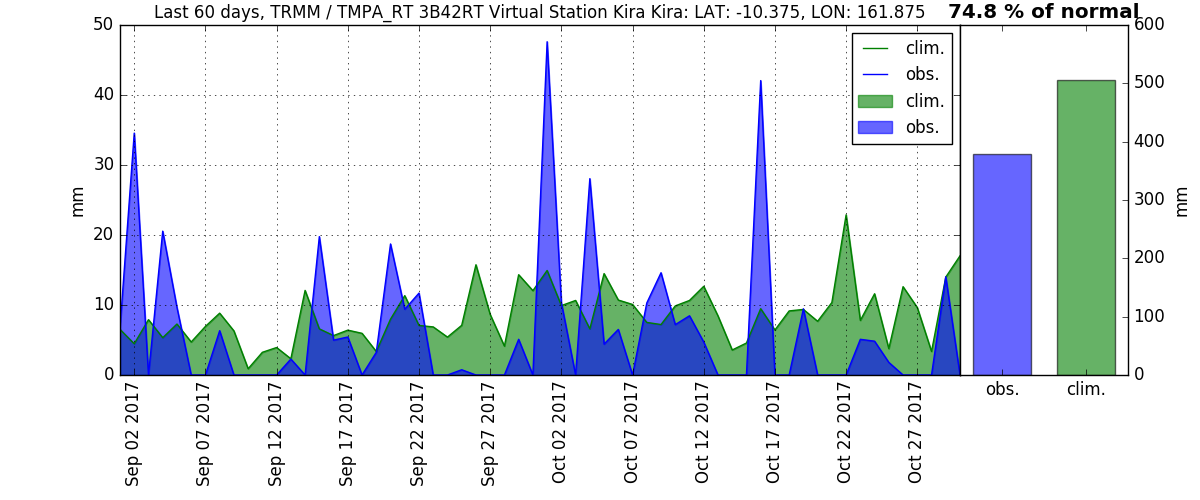 Last 60 days, TRMM / TMPA_RT 3B42RT Virtual Station Kira Kira: LAT: -10.375, LON: 161.875
74.8 % of normal
50
40
30
20
10
0
mm
clim.
obs.
clim.
obs.
600
500
400
300
200
100
0
mm
Sep 02 2017
Sep 07 2017
Sep 12 2017
Sep 17 2017
Sep 22 2017
Sep 27 2017
Oct 02 2017
Oct 07 2017
Oct 12 2017
Oct 17 2017
Oct 22 2017
Oct 27 2017
obs.
clim.